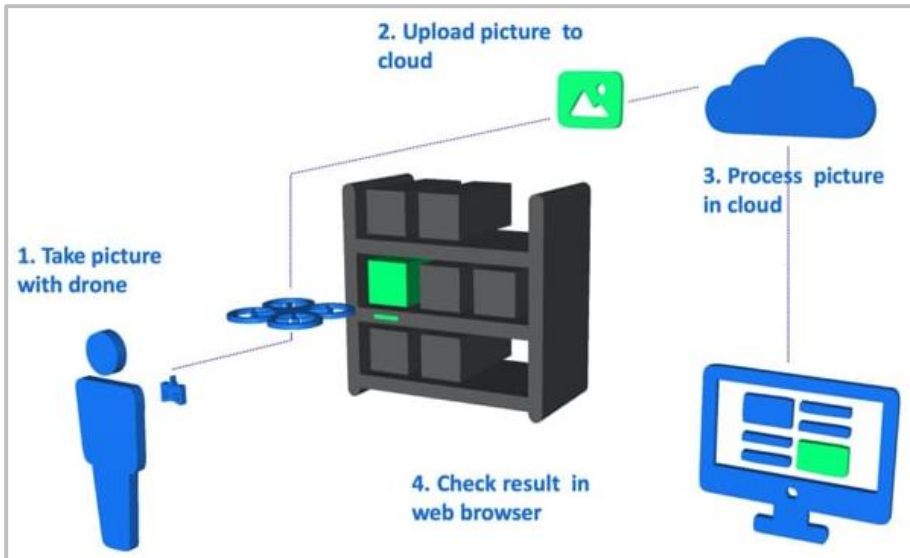 2. Upload picture to
cloud
3. Process picture
in cloud
1. Take picture
with drone
4. Check result in
web browser